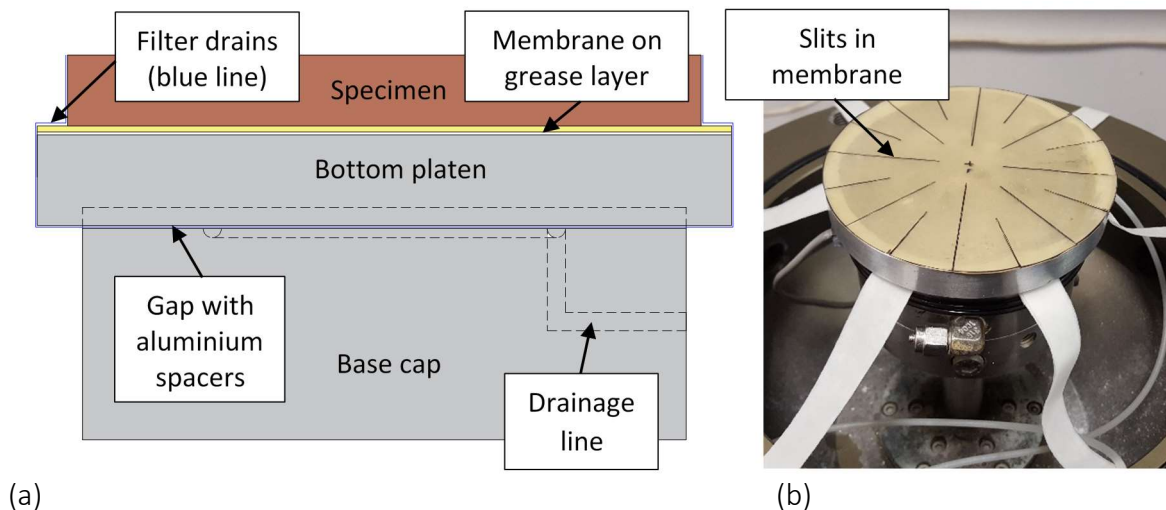 Filter drains
(blue line)
Membrane on
grease layer
Specimen
Bottom platen
Gap with
aluminium
spacers
Base cap
Drainage
line
Slits in
membrane
(a)
(b)